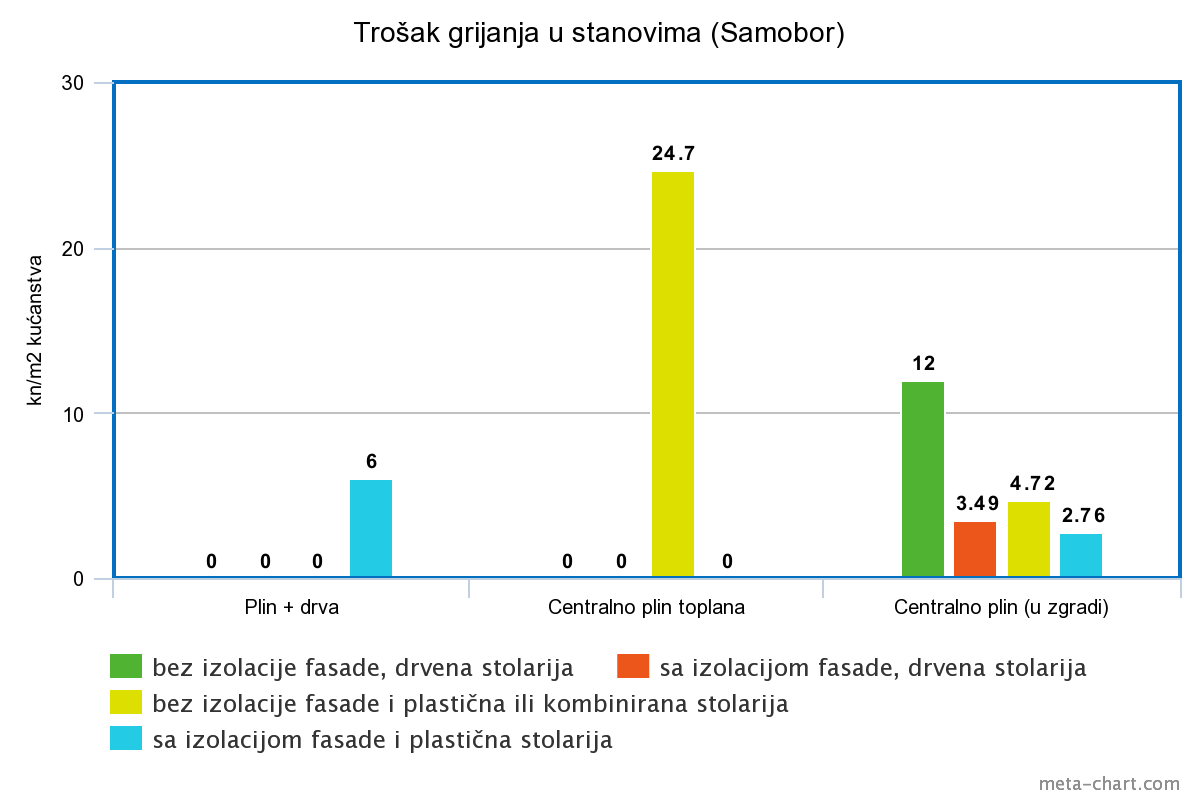 Trošak grijanja u stanovima (Samobor)
30
24.7
20
kn/m2 kućanstva
12
10
6
4.72
3.49
2.76
0 0 0
0 0 0
0
Plin + drva
Centralno plin toplana
Centralno plin (u zgradi)
bez izolacije fasade, drvena stolarija
sa izolacijom fasade, drvena stolarija
bez izolacije fasade i plastična ili kombinirana stolarija
sa izolacijom fasade i plastična stolarija
meta-chart.com